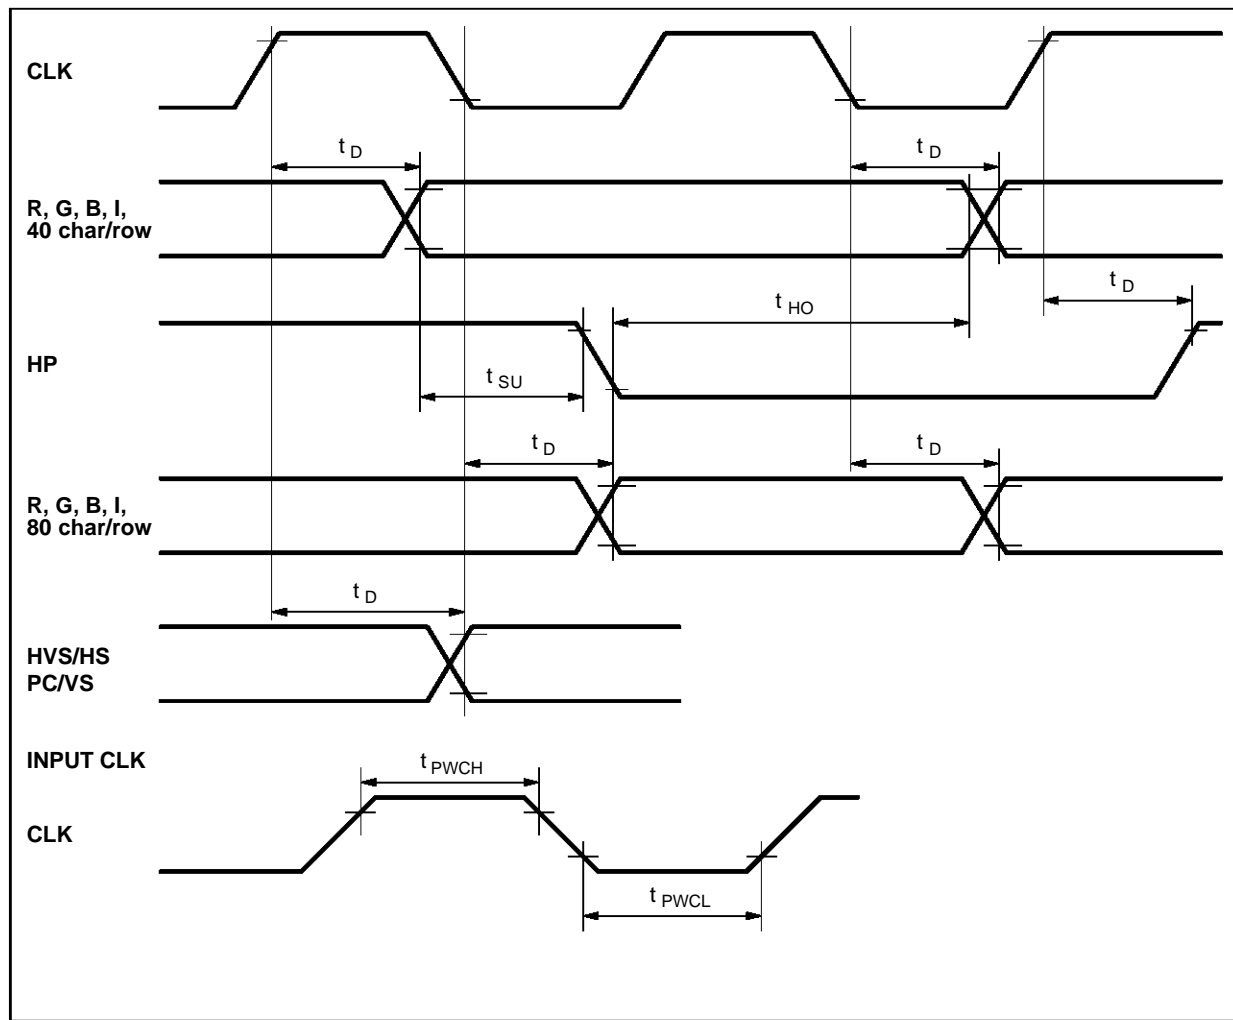 CLK
t D
t D
R, G, B, I,
40 char/row
t D
t HO
HP
t SU
t D
t D
R, G, B, I,
80 char/row
t D
HVS/HS
PC/VS
INPUT CLK
t PWCH
CLK
t PWCL